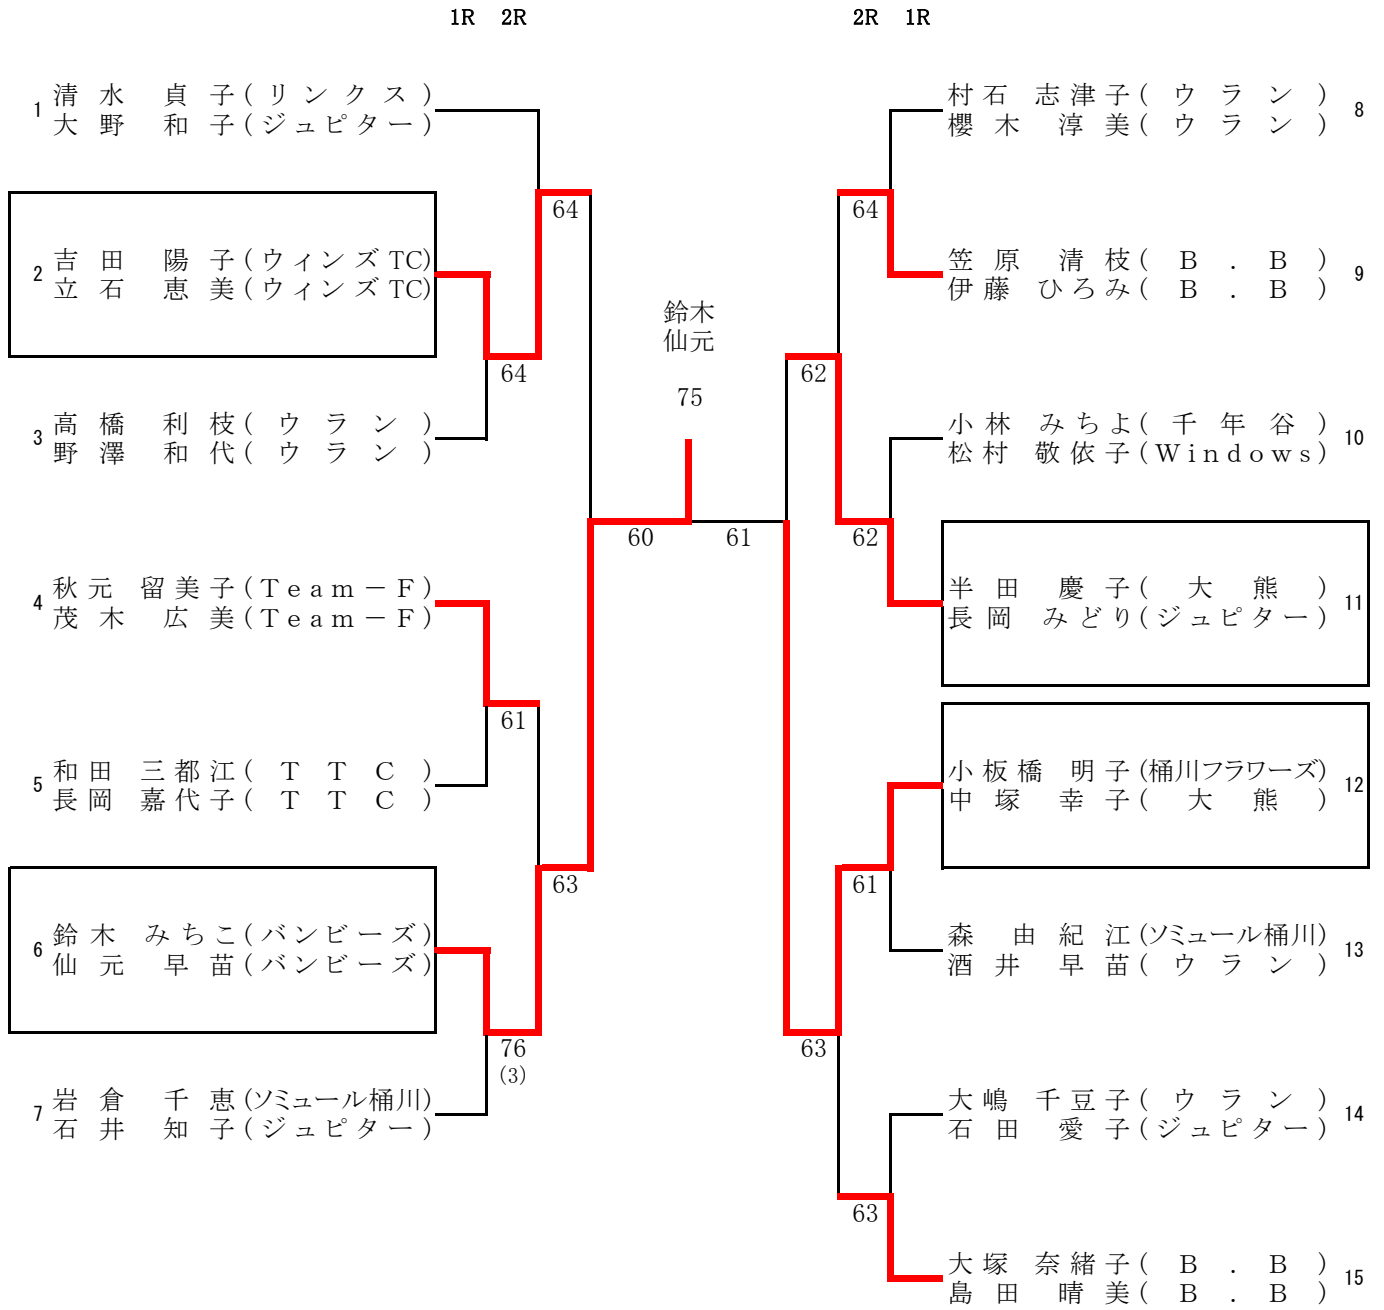 1R 2R
2R 1R
1 清水 貞子(リンクス)
大野 和子(ジュピター)
64
2 吉田 陽子(ウィンズTC)
立石 恵美(ウィンズTC)
64
3 高橋 利枝(ウラン)
野澤 和代(ウラン)
4 秋元 留美子(Team－F)
茂木 広美(Team－F)
61
5 和田 三都江(TTC)
長岡 嘉代子(TTC)
63
6 鈴木 みちこ(バンビーズ)
仙元 早苗(バンビーズ)
76
(3)
7 岩倉 千恵(ソミュール桶川)
石井 知子(ジュピター)
鈴木
仙元
75
60
61
村石 志津子(ウラン) 8
櫻木 淳美(ウラン)
64
笠原 清枝(B.B) 9
伊藤 ひろみ(B.B)
62
小林 みちよ(千年谷) 10
松村 敬依子(Windows)
62
半田 慶子(大熊) 11
長岡 みどり(ジュピター)
小板橋 明子(桶川フラワーズ) 12
中塚 幸子(大熊)
61
森 由紀江(ソミュール桶川) 13
酒井 早苗(ウラン)
63
大嶋 千豆子(ウラン) 14
石田 愛子(ジュピター)
63
大塚 奈緒子(B.B) 15
島田 晴美(B.B)